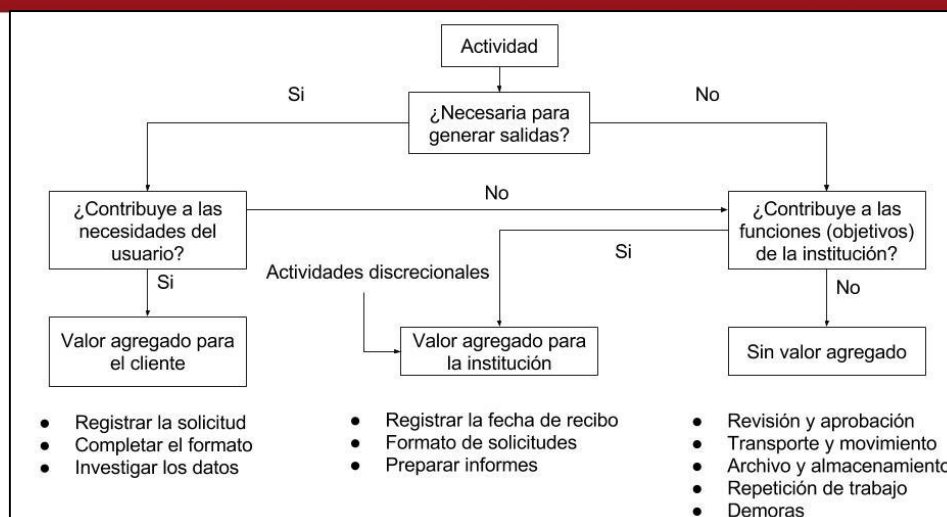 Actividad
Si
No
¿Necesaria para
generar salidas?
¿Contribuye a las
necesidades del
usuario?
No
¿Contribuye a las
funciones (objetivos)
de la institución?
Si
Actividades discrecionales
Si
No
Valor agregado para
el cliente
Valor agregado para
la institución
Sin valor agregado
● Registrar la solicitud
● Completar el formato
● Investigar los datos
● Registrar la fecha de recibo
● Formato de solicitudes
● Preparar informes
● Revisión y aprobación
● Transporte y movimiento
● Archivo y almacenamiento
● Repetición de trabajo
● Demoras